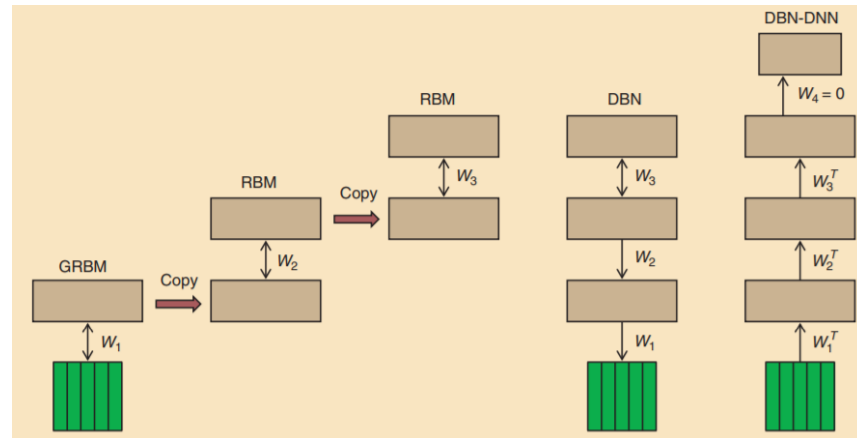 GRBM
W₁
Copy
RBM
W₂
Copy
RBM
W₃
DBN
W₃
W₂
W₁
DBN-DNN
W₄ = 0
W₃ᵀ
W₂ᵀ
W₁ᵀ